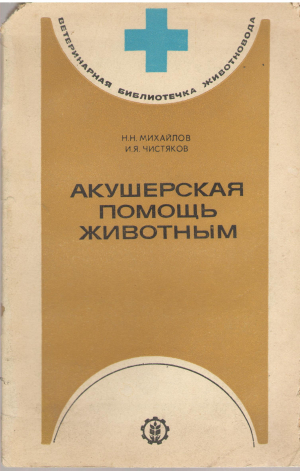 ВЕТЕРИНАРНАЯ БИБЛИОТЕЧКА ЖИВОТНОВОДА
Н.Н. МИХАЙЛОВ
И.Я. ЧИСТЯКОВ
АКУШЕРСКАЯ
ПОМОЩЬ
ЖИВОТНЫМ